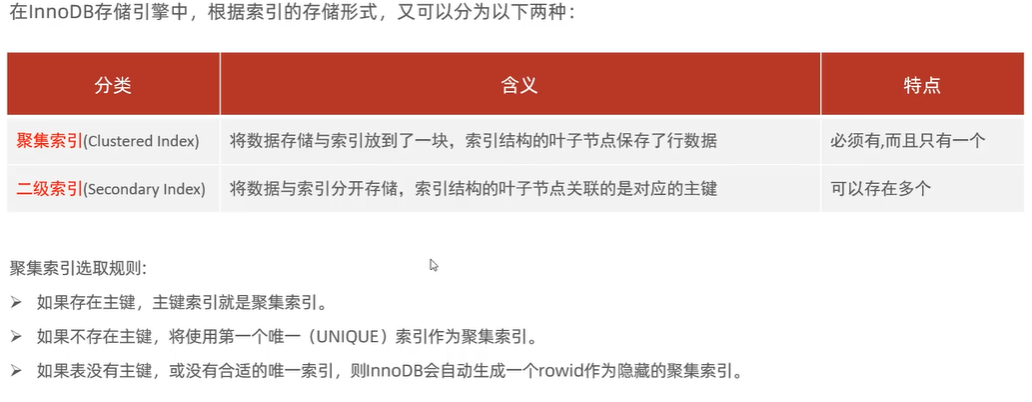 在InnoDB存储引擎中，根据索引的存储形式，又可以分为以下两种：
分类 含义 特点
聚集索引(Clustered Index) 将数据存储与索引放到了一块，索引结构的叶子节点保存了行数据 必须有,而且只有一个
二级索引(Secondary Index) 将数据与索引分开存储，索引结构的叶子节点关联的是对应的主键 可以存在多个
聚集索引选取规则:
➢ 如果存在主键，主键索引就是聚集索引。
➢ 如果不存在主键，将使用第一个唯一（UNIQUE）索引作为聚集索引。
➢ 如果表没有主键，或没有合适的唯一索引，则InnoDB会自动生成一个rowid作为隐藏的聚集索引。